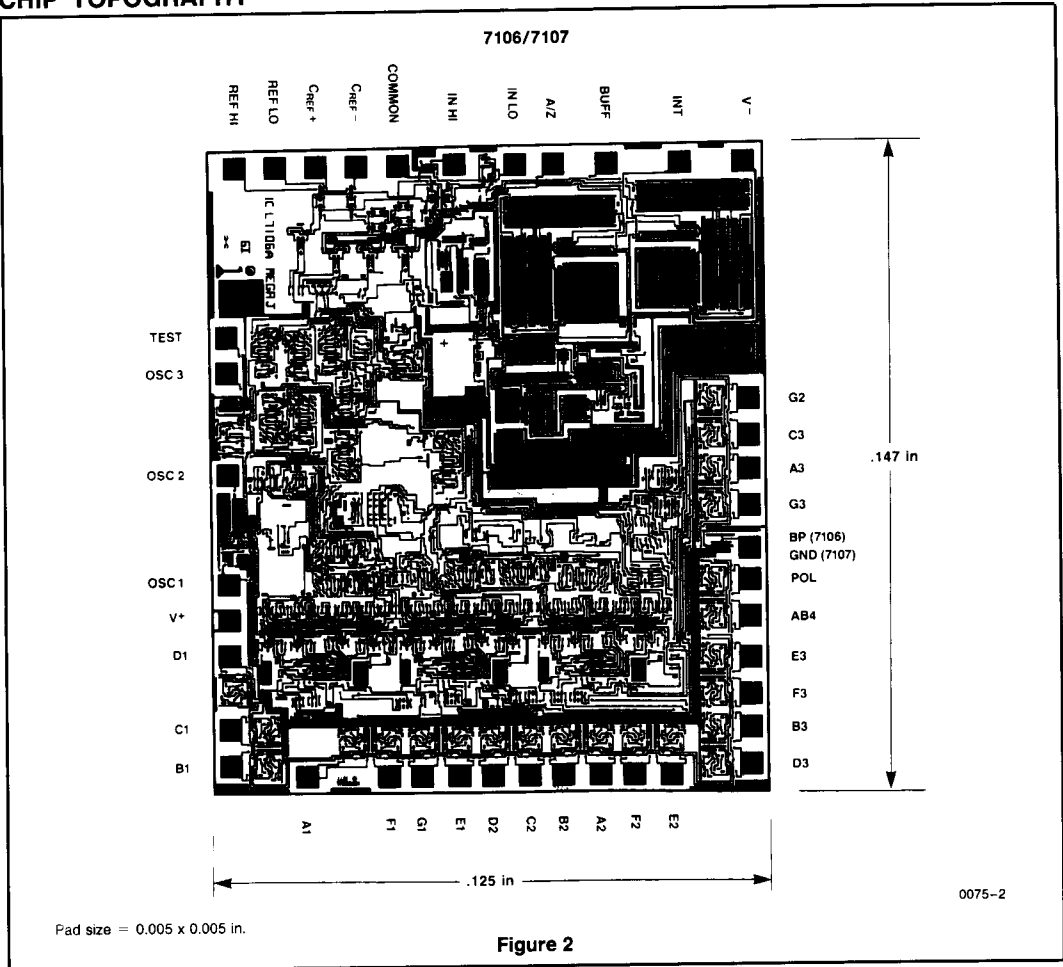 CHIP TOPOGRAPHY
7106/7107
REF HI
REF LO
CREF +
CREF −
COMMON
IN HI
IN LO
A/Z
BUFF
INT
V−
TEST
OSC 3
OSC 2
OSC 1
V+
D1
C1
B1
G2
C3
A3
G3
BP (7106)
GND (7107)
POL
AB4
E3
F3
B3
D3
A1
F1
G1
E1
D2
C2
B2
A2
F2
E2
.147 in
.125 in
0075–2
Pad size = 0.005 x 0.005 in.
Figure 2